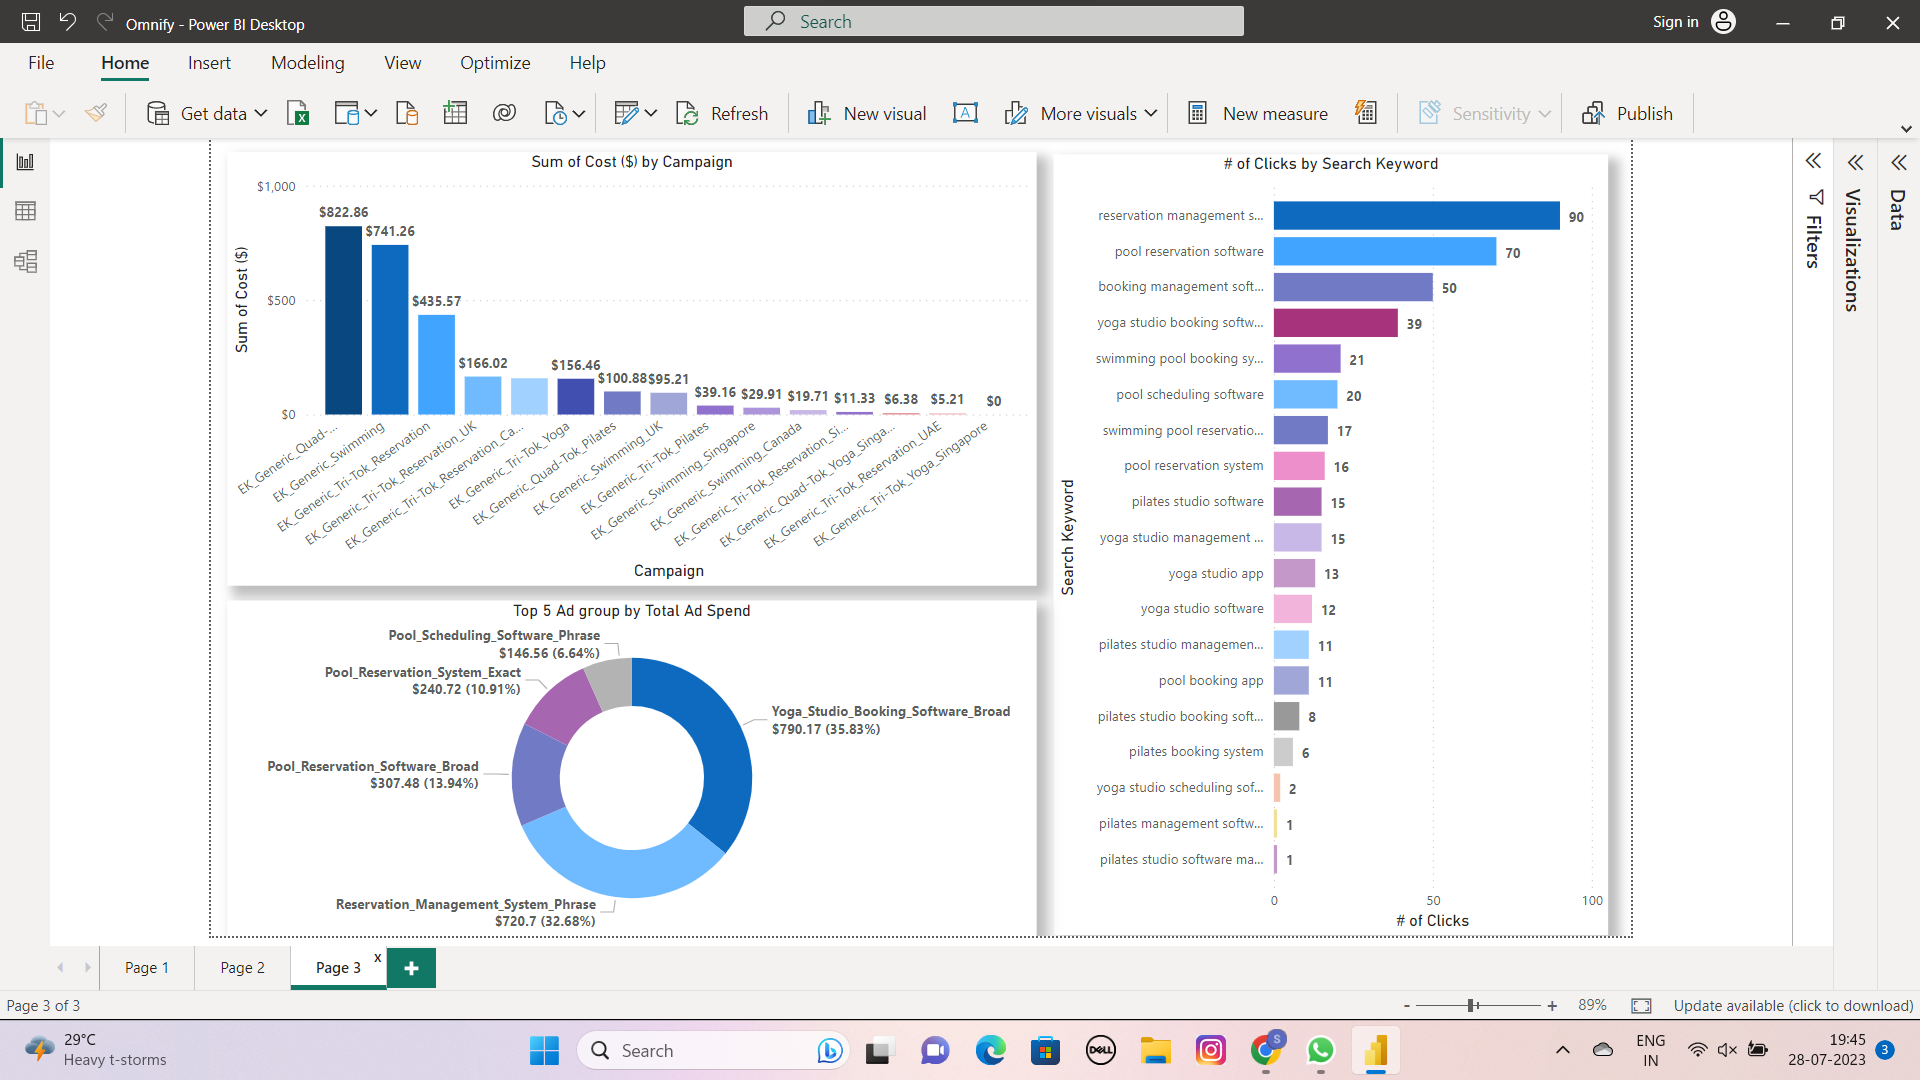 Omnify - Power BI Desktop
Search
Sign in
File
Home
Insert
Modeling
View
Optimize
Help
Get data
Refresh
New visual
More visuals
New measure
Sensitivity
Publish
Sum of Cost ($) by Campaign
Sum of Cost ($)
$1,000
$500
$0
$822.86
$741.26
$435.57
$166.02
$156.46
$100.88
$95.21
$39.16
$29.91
$19.71
$11.33
$6.38
$5.21
$0
EK_Generic_Quad-...
EK_Generic_Swimming
EK_Generic_Tri-Tok_Reservation
EK_Generic_Tri-Tok_Reservation_UK
EK_Generic_Tri-Tok_Reservation_Ca...
EK_Generic_Tri-Tok_Yoga
EK_Generic_Quad-Tok_Pilates
EK_Generic_Swimming_UK
EK_Generic_Tri-Tok_Pilates
EK_Generic_Swimming_Singapore
EK_Generic_Swimming_Canada
EK_Generic_Tri-Tok_Reservation_Si...
EK_Generic_Quad-Tok_Yoga_Singa...
EK_Generic_Tri-Tok_Reservation_UAE
EK_Generic_Tri-Tok_Yoga_Singapore
Campaign
Top 5 Ad group by Total Ad Spend
Pool_Scheduling_Software_Phrase
$146.56 (6.64%)
Pool_Reservation_System_Exact
$240.72 (10.91%)
Yoga_Studio_Booking_Software_Broad
$790.17 (35.83%)
Pool_Reservation_Software_Broad
$307.48 (13.94%)
Reservation_Management_System_Phrase
$720.7 (32.68%)
# of Clicks by Search Keyword
Search Keyword
reservation management s... 90
pool reservation software 70
booking management soft... 50
yoga studio booking softw... 39
swimming pool booking sy... 21
pool scheduling software 20
swimming pool reservatio... 17
pool reservation system 16
pilates studio software 15
yoga studio management ... 15
yoga studio app 13
yoga studio software 12
pilates studio managemen... 11
pool booking app 11
pilates studio booking soft... 8
pilates booking system 6
yoga studio scheduling sof... 2
pilates management softw... 1
pilates studio software ma... 1
0 50 100
# of Clicks
Filters
Visualizations
Data
Page 1
Page 2
Page 3
x
+
Page 3 of 3
- + 89%
Update available (click to download)
29°C
Heavy t-storms
Search
DELL
S
ENG
IN
19:45
28-07-2023
3